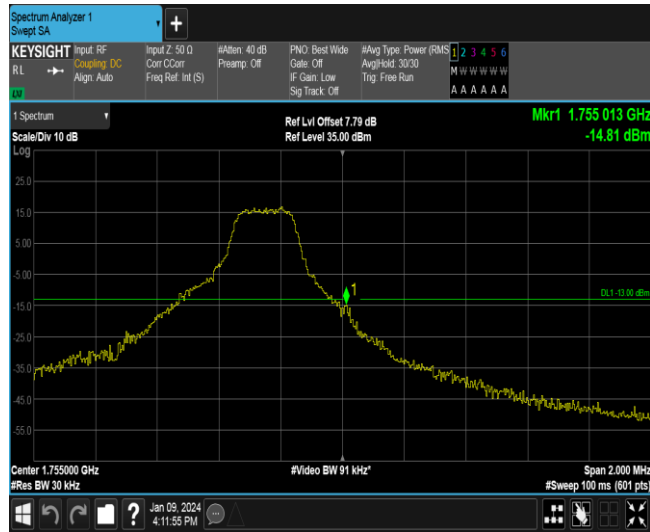 Spectrum Analyzer 1
Swept SA
+
KEYSIGHT
RL
LXI
Input: RF
Coupling: DC
Align: Auto
Input Z: 50 Ω
Corr CCorr
Freq Ref: Int (S)
#Atten: 40 dB
Preamp: Off
PNO: Best Wide
Gate: Off
IF Gain: Low
Sig Track: Off
#Avg Type: Power (RMS
Avg|Hold: 30/30
Trig: Free Run
1 2 3 4 5 6
M W W W W W
A A A A A A
1 Spectrum
Scale/Div 10 dB
Log
Ref Lvl Offset 7.79 dB
Ref Level 35.00 dBm
Mkr1 1.755 013 GHz
-14.81 dBm
25.0
15.0
5.00
-5.00
-15.0
-25.0
-35.0
-45.0
-55.0
1
DL1 -13.00 dBm
Center 1.755000 GHz
#Res BW 30 kHz
#Video BW 91 kHz*
Span 2.000 MHz
#Sweep 100 ms (601 pts)
?
Jan 09, 2024
4:11:55 PM